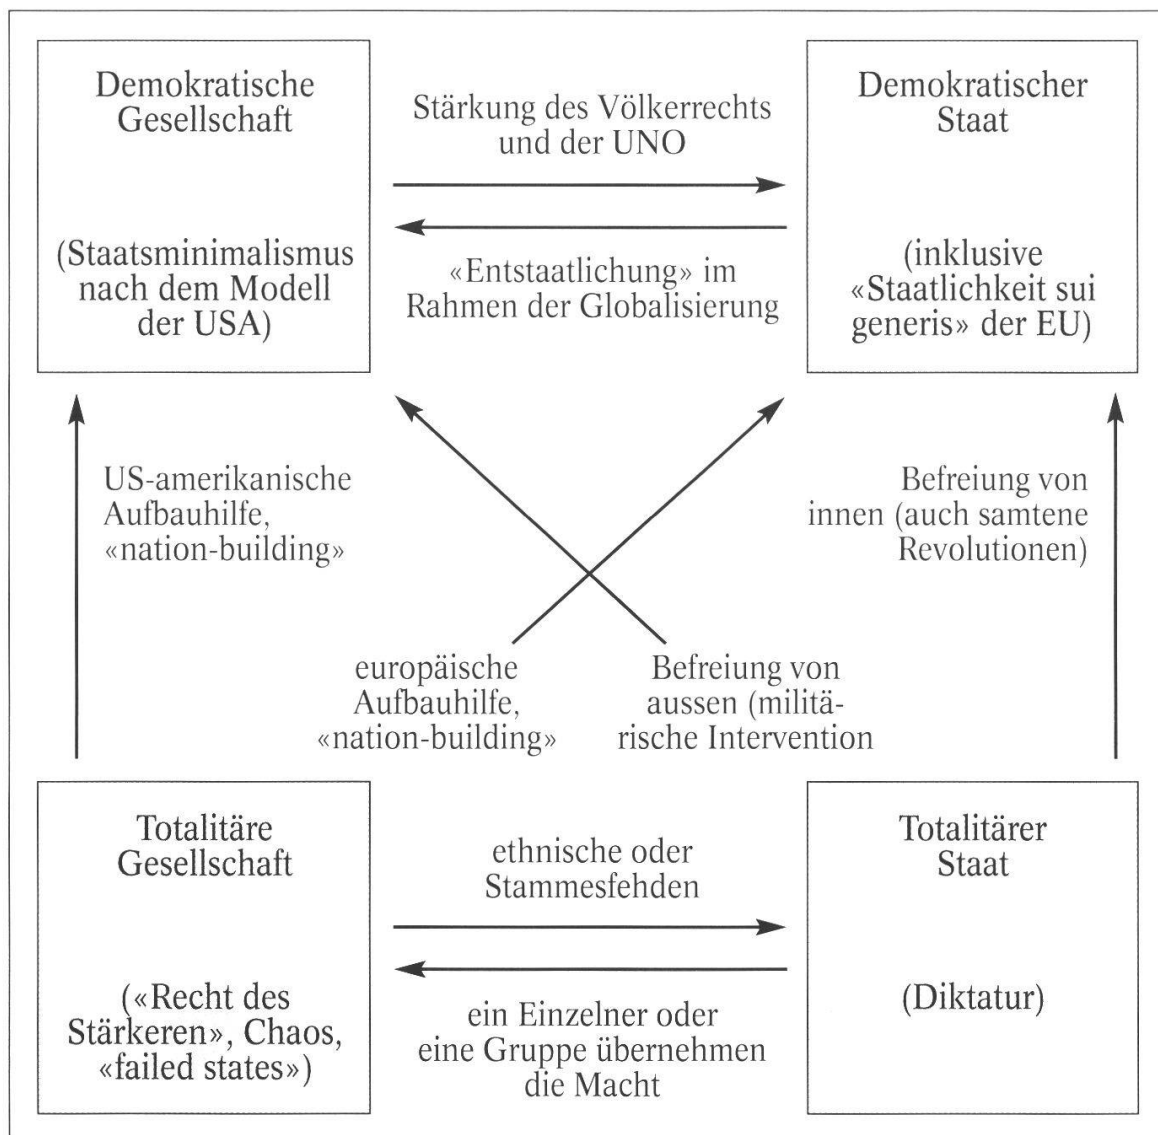 Demokratische
Gesellschaft
(Staatsminimalismus
nach dem Modell
der USA)
Stärkung des Völkerrechts
und der UNO
«Entstaatlichung» im
Rahmen der Globalisierung
Demokratischer
Staat
(inklusive
«Staatlichkeit sui
generis» der EU)
US-amerikanische
Aufbauhilfe,
«nation-building»
Befreiung von
innen (auch samtene
Revolutionen)
europäische
Aufbauhilfe,
«nation-building»
Befreiung von
aussen (militä-
rische Intervention
Totalitäre
Gesellschaft
(«Recht des
Stärkeren», Chaos,
«failed states»)
ethnische oder
Stammesfehden
ein Einzelner oder
eine Gruppe übernehmen
die Macht
Totalitärer
Staat
(Diktatur)